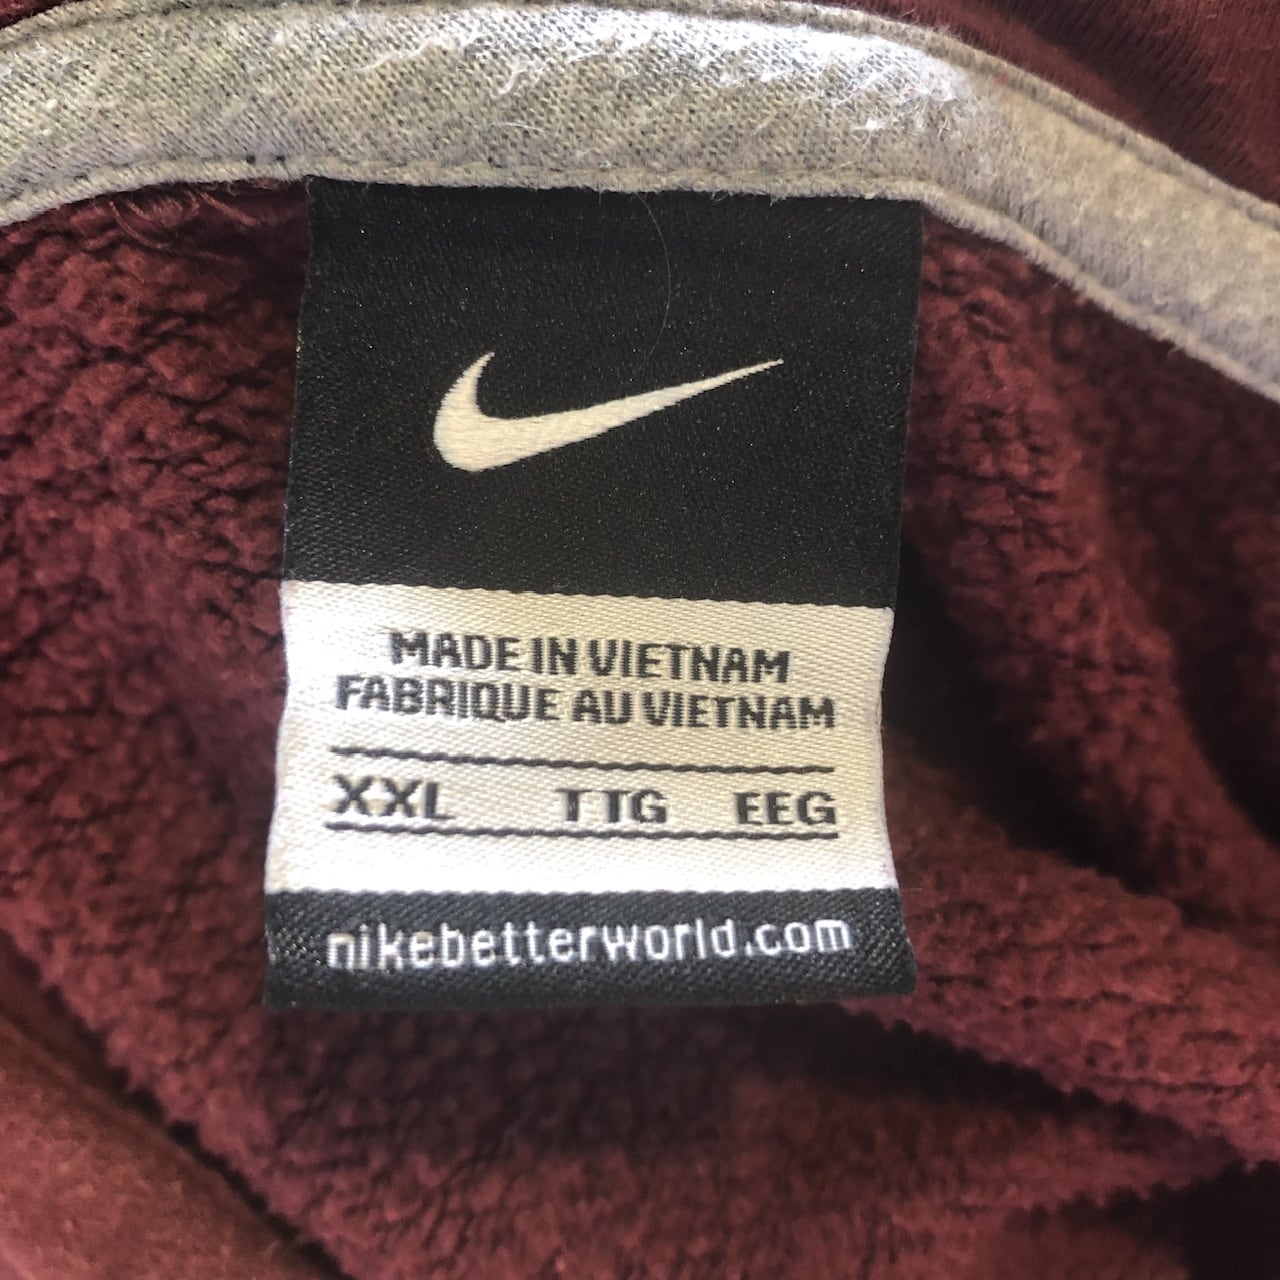 MADE IN VIETNAM
FABRIQUE AU VIETNAM
XXL TTG EEG
nikebetterworld.com